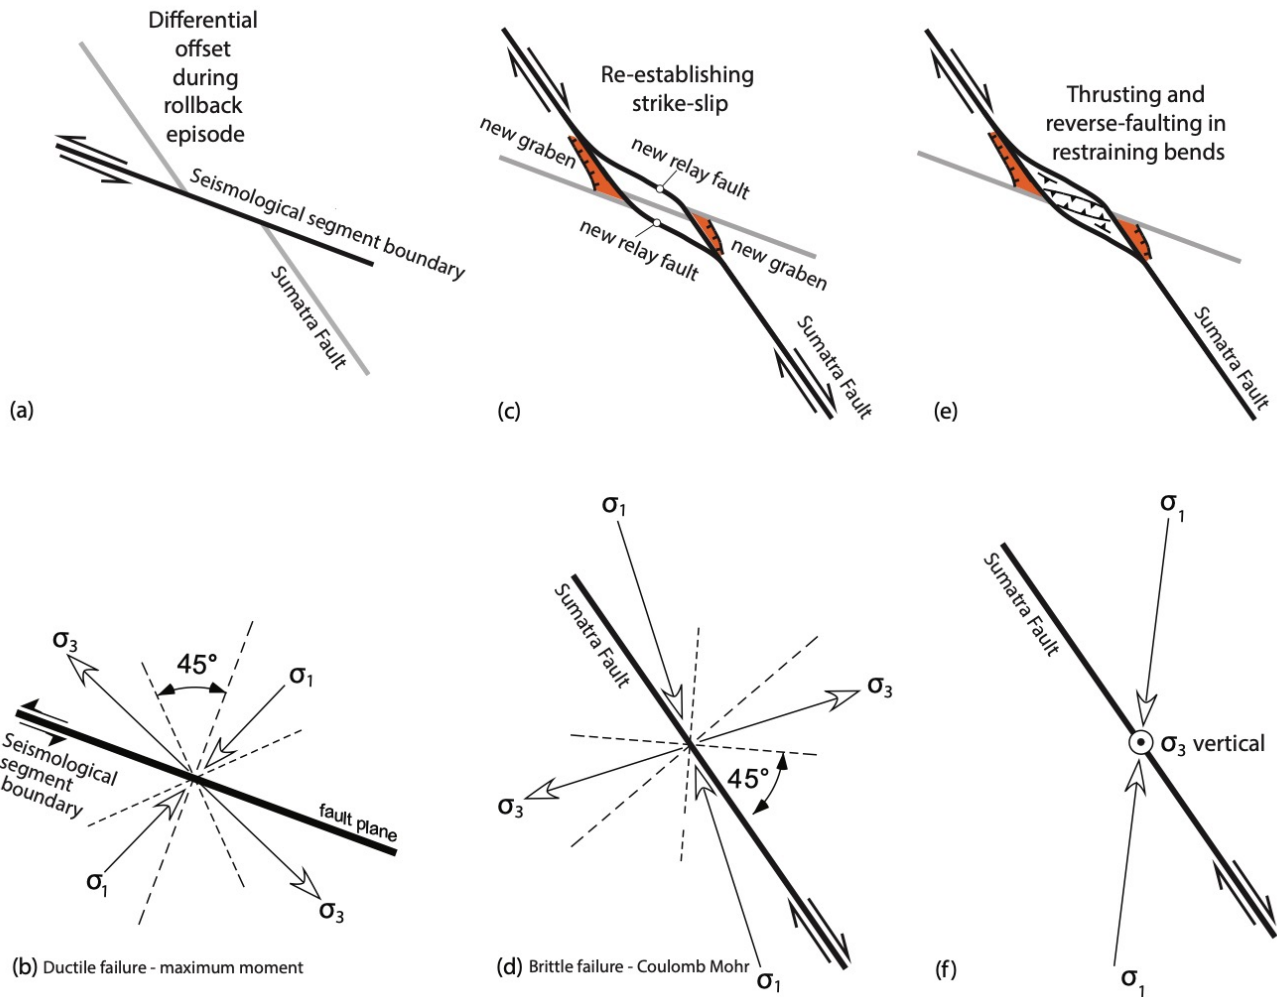 Differential
offset
during
rollback
episode
Seismological segment boundary
Sumatra Fault
(a)
Re-establishing
strike-slip
new graben
new relay fault
new relay fault
new graben
Sumatra Fault
(c)
Thrusting and
reverse-faulting in
restraining bends
Sumatra Fault
(e)
σ3
45°
σ1
Seismological
segment
boundary
fault plane
σ1
σ3
(b) Ductile failure - maximum moment
σ1
Sumatra Fault
σ3
45°
σ3
(d) Brittle failure - Coulomb Mohr
σ1
σ1
Sumatra Fault
σ3 vertical
(f)
σ1